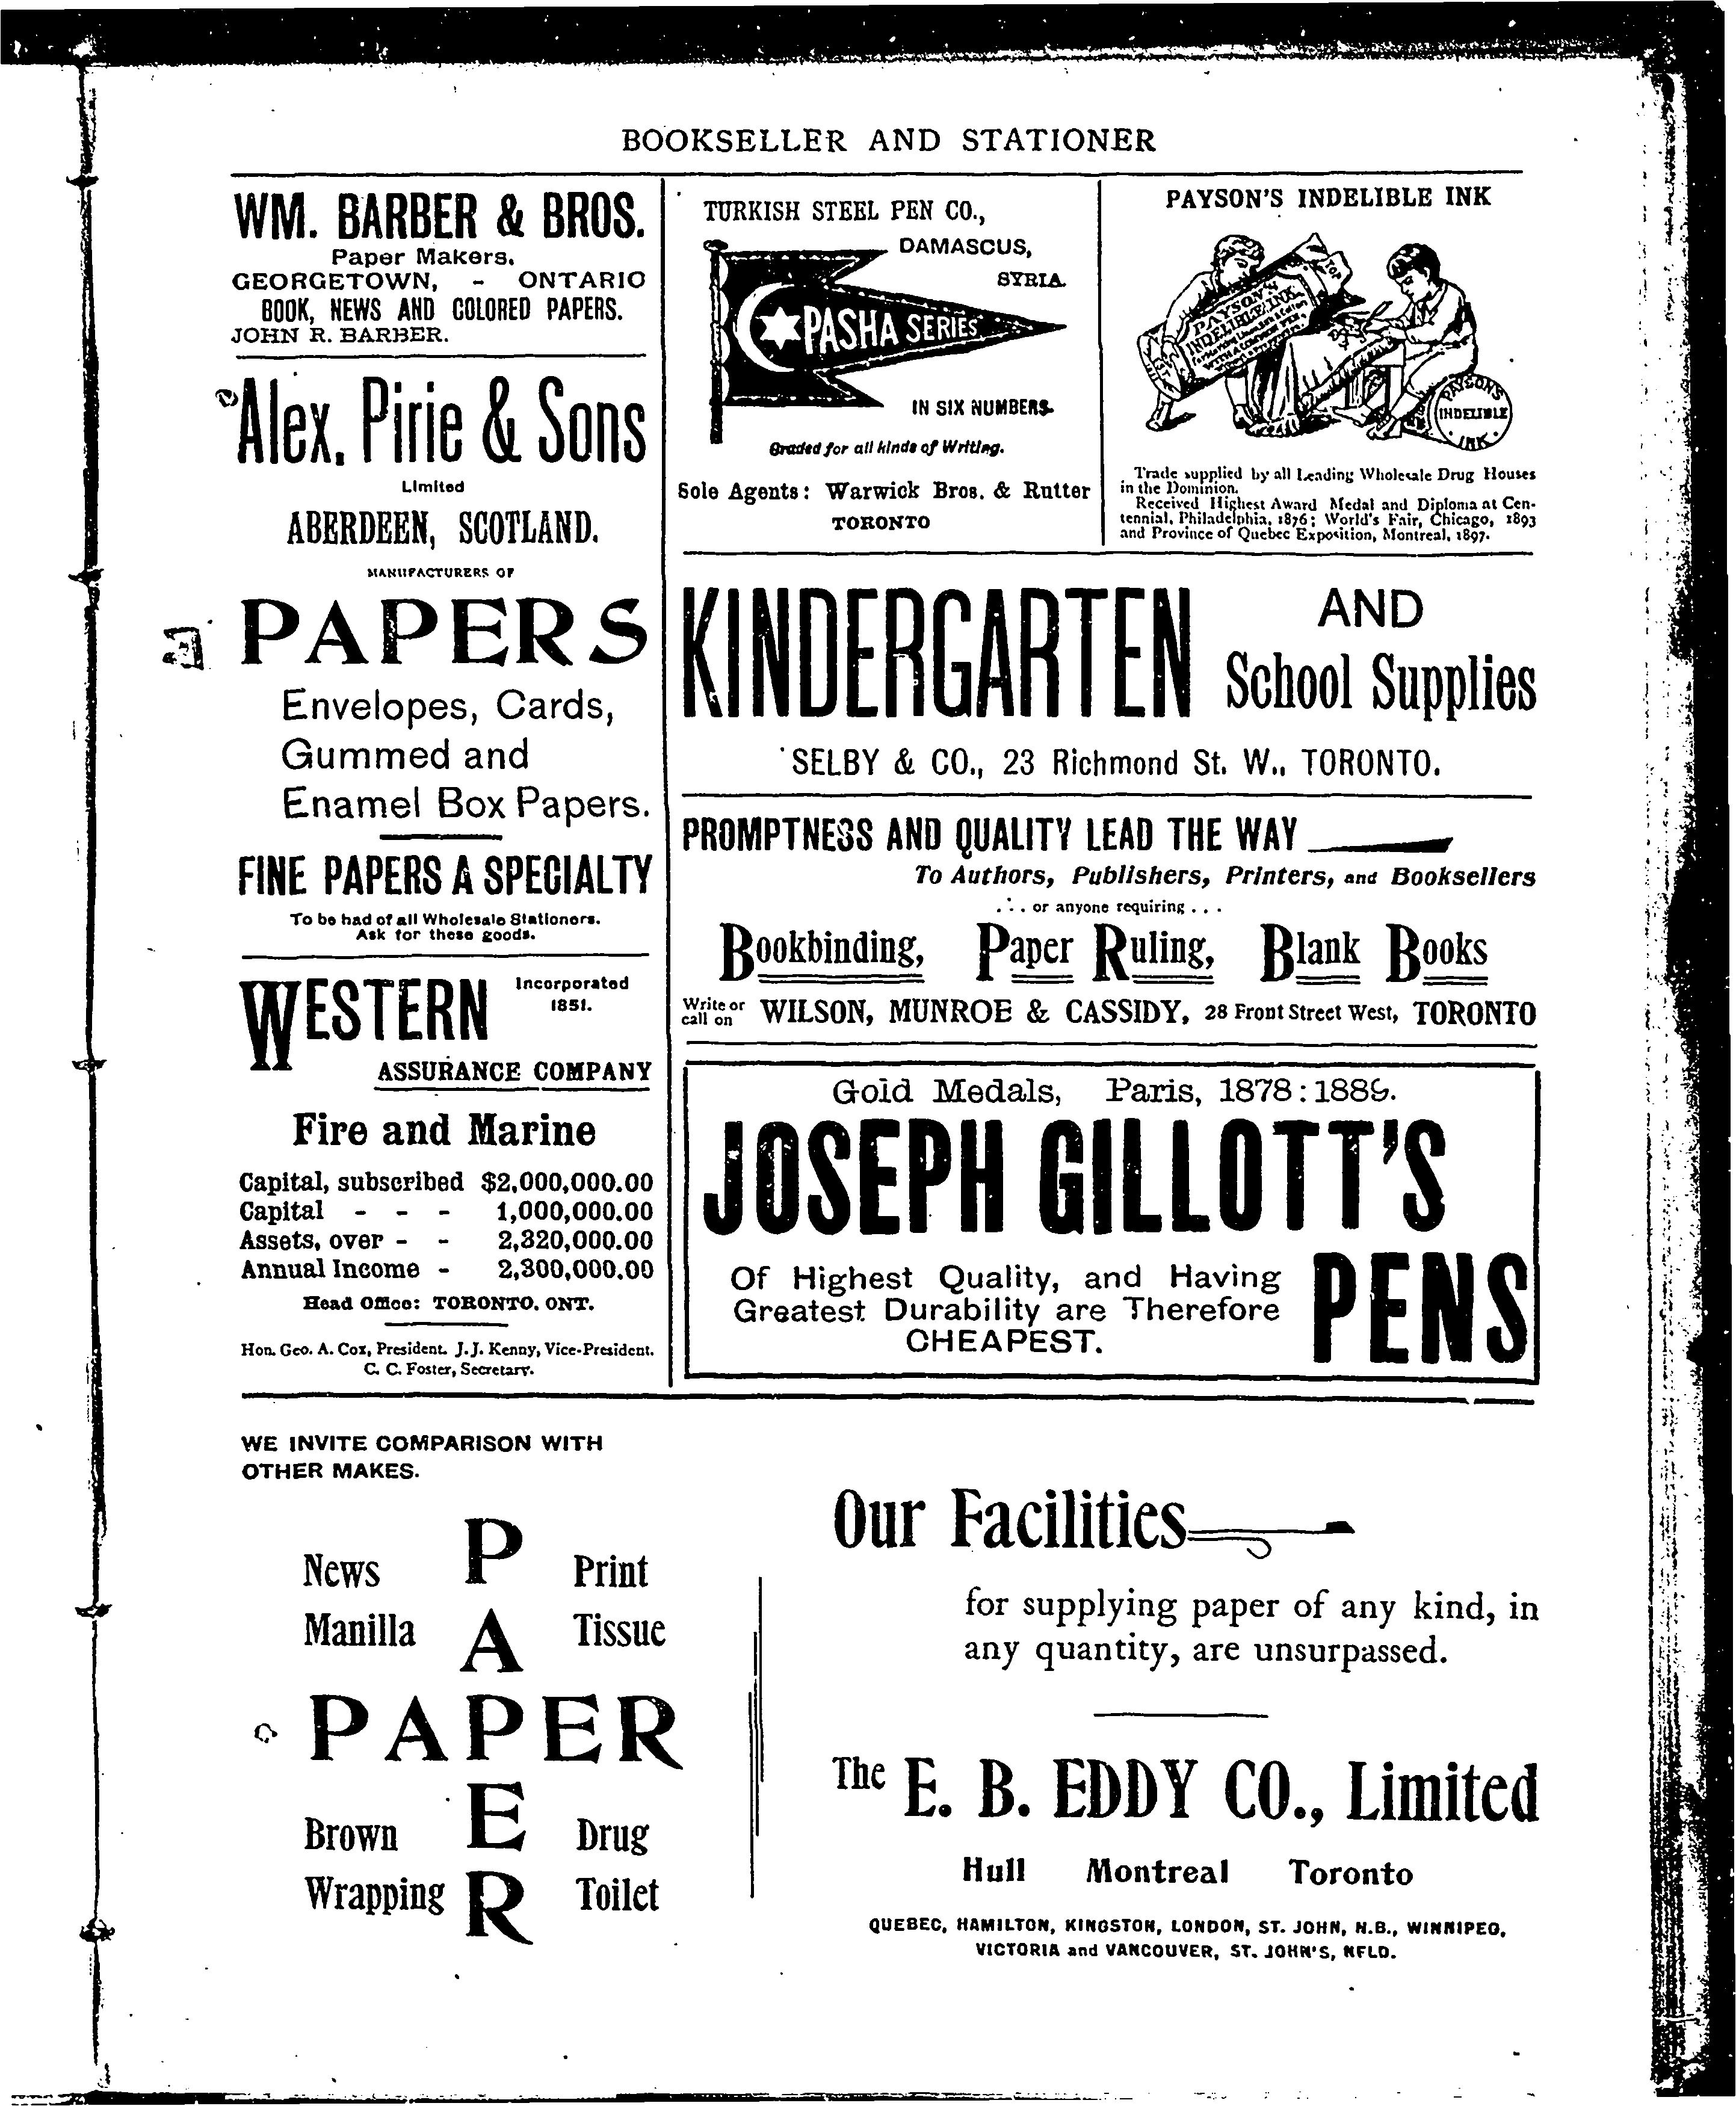 BOOKSELLER AND STATIONER
WM. BARBER & BROS.
Paper Makers.
GEORGETOWN, - ONTARIO
BOOK, NEWS AND COLORED PAPERS.
JOHN R. BARBER.
Alex. Pirie & Sons
Limited
ABERDEEN, SCOTLAND.
MANUFACTURERS OF
PAPERS
Envelopes, Cards,
Gummed and
Enamel Box Papers.
FINE PAPERS A SPECIALTY
To be had of all Wholesale Stationers.
Ask for these goods.
WESTERN
Incorporated
1851.
ASSURANCE COMPANY
Fire and Marine
Capital, subscribed $2,000,000.00
Capital - - - 1,000,000.00
Assets, over - - 2,320,000.00
Annual Income - 2,300,000.00
Head Office: TORONTO, ONT.
Hon. Geo. A. Cox, President. J. J. Kenny, Vice-President.
C. C. Foster, Secretary.
TURKISH STEEL PEN CO.,
DAMASCUS,
SYRIA.
PASHA SERIES
IN SIX NUMBERS.
Graded for all kinds of Writing.
Sole Agents: Warwick Bros. & Rutter
TORONTO
PAYSON'S INDELIBLE INK
TOP
PAYSON'S
INDELIBLE INK
PAYSON'S
INDELIBLE
INK
Trade supplied by all Leading Wholesale Drug Houses
in the Dominion.
Received Highest Award Medal and Diploma at Cen-
tennial, Philadelphia, 1876; World's Fair, Chicago, 1893
and Province of Quebec Exposition, Montreal, 1897.
KINDERGARTEN AND
School Supplies
SELBY & CO., 23 Richmond St. W., TORONTO.
PROMPTNESS AND QUALITY LEAD THE WAY
To Authors, Publishers, Printers, and Booksellers
. . . or anyone requiring . . .
Bookbinding, Paper Ruling, Blank Books
Write or call on WILSON, MUNROE & CASSIDY, 28 Front Street West, TORONTO
Gold Medals, Paris, 1878 : 1889.
JOSEPH GILLOTT'S
Of Highest Quality, and Having
Greatest Durability are Therefore
CHEAPEST.
PENS
WE INVITE COMPARISON WITH
OTHER MAKES.
News P Print
Manilla A Tissue
PAPER
Brown E Drug
Wrapping R Toilet
Our Facilities
for supplying paper of any kind, in
any quantity, are unsurpassed.
The E. B. EDDY CO., Limited
Hull Montreal Toronto
QUEBEC, HAMILTON, KINGSTON, LONDON, ST. JOHN, N.B., WINNIPEG,
VICTORIA and VANCOUVER, ST. JOHN'S, NFLD.